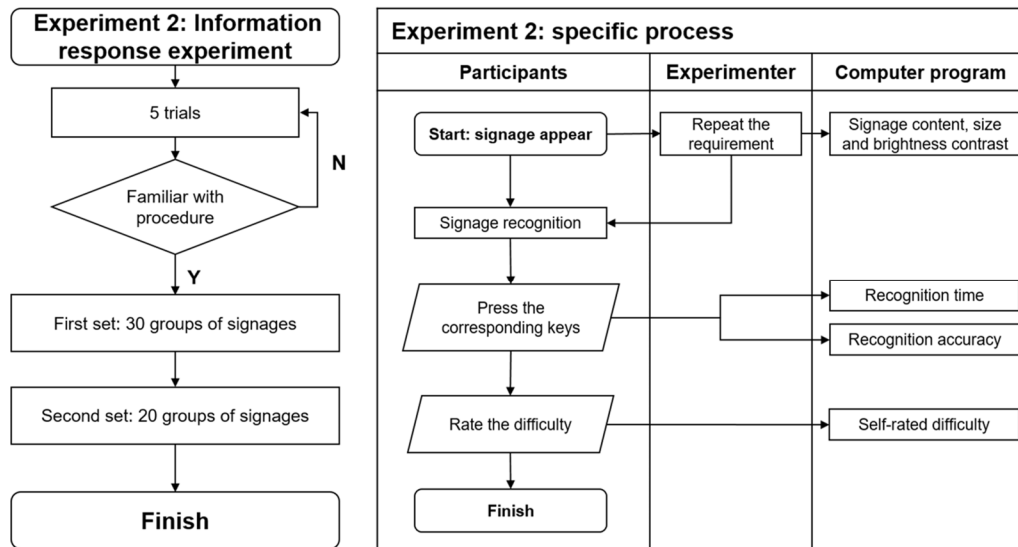 Experiment 2: Information
response experiment
5 trials
N
Familiar with
procedure
Y
First set: 30 groups of signages
Second set: 20 groups of signages
Finish
Experiment 2: specific process
Participants
Experimenter
Computer program
Start: signage appear
Repeat the
requirement
Signage content, size
and brightness contrast
Signage recognition
Press the
corresponding keys
Recognition time
Recognition accuracy
Rate the difficulty
Self-rated difficulty
Finish